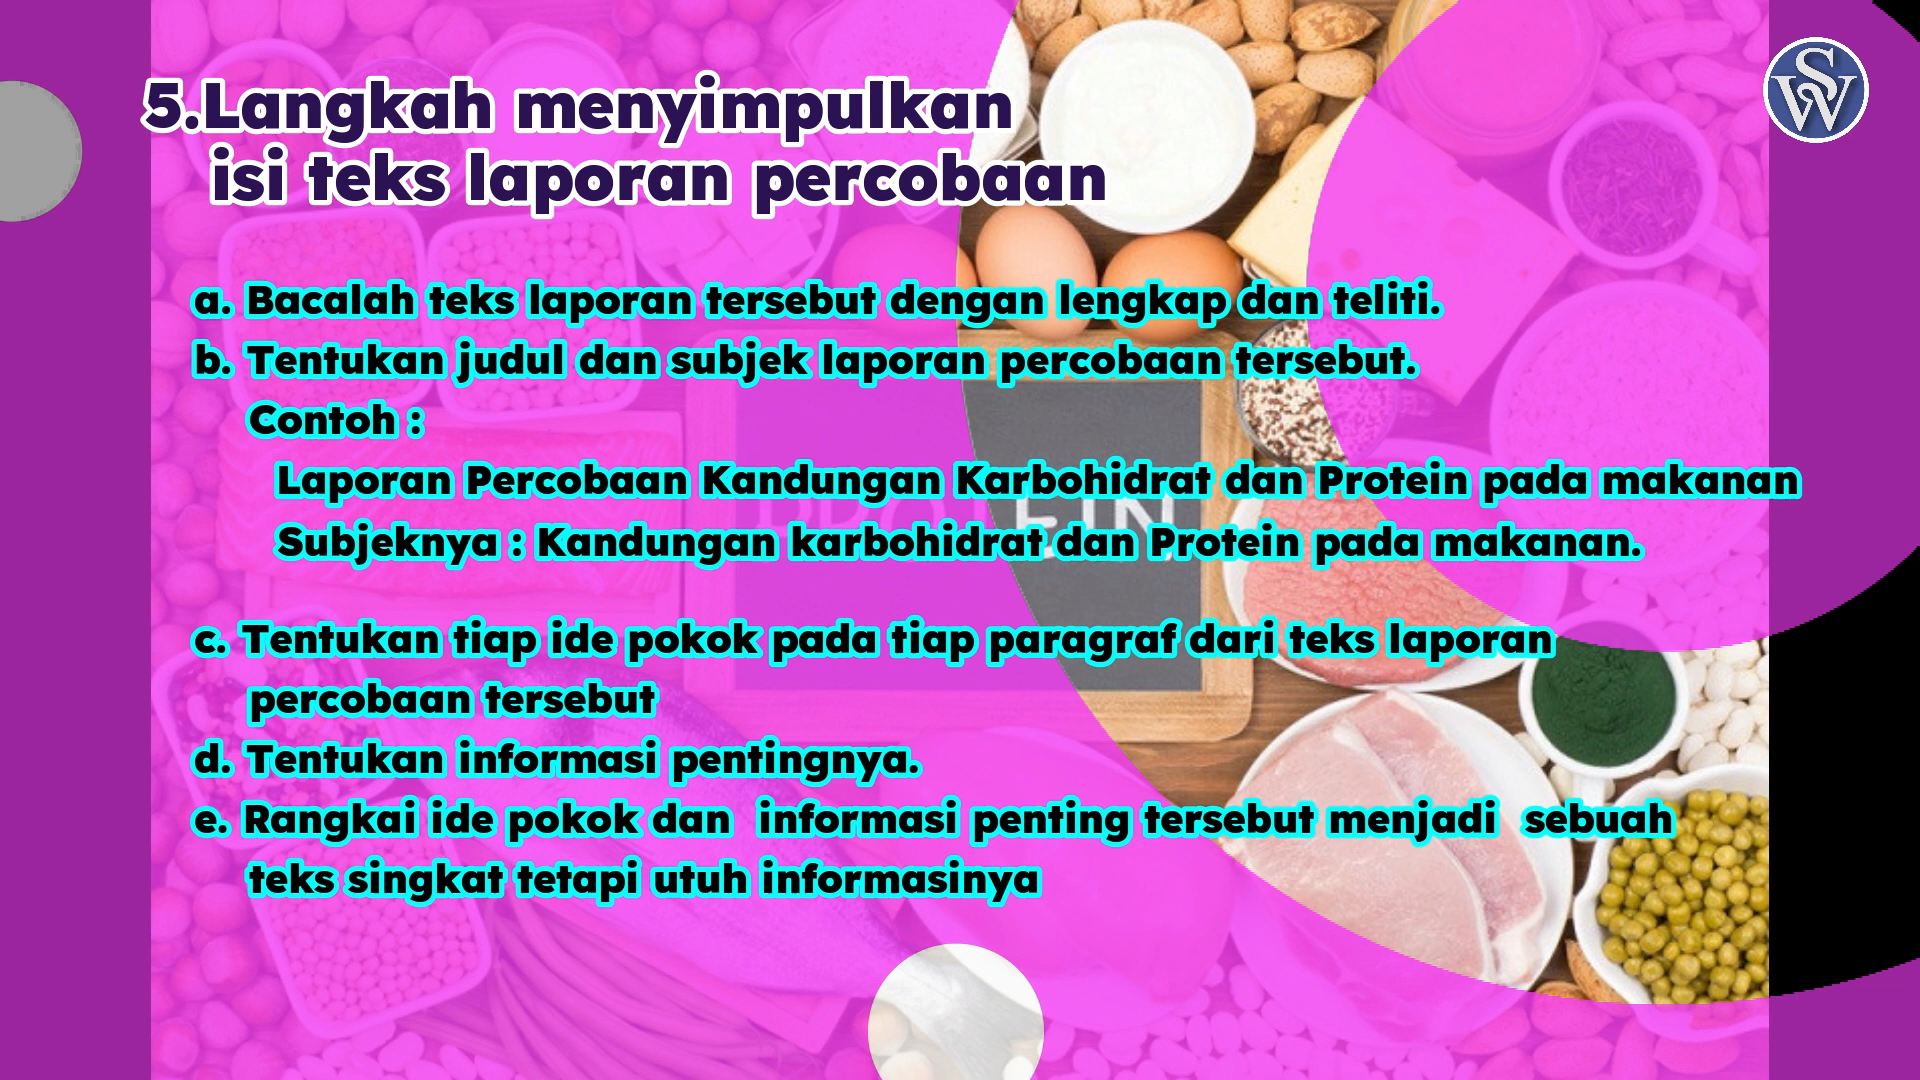 5.Langkah menyimpulkan
isi teks laporan percobaan
SW
a. Bacalah teks laporan tersebut dengan lengkap dan teliti.
b. Tentukan judul dan subjek laporan percobaan tersebut.
Contoh :
Laporan Percobaan Kandungan Karbohidrat dan Protein pada makanan
Subjeknya : Kandungan karbohidrat dan Protein pada makanan.
PROTEIN
c. Tentukan tiap ide pokok pada tiap paragraf dari teks laporan
percobaan tersebut
d. Tentukan informasi pentingnya.
e. Rangkai ide pokok dan  informasi penting tersebut menjadi  sebuah
teks singkat tetapi utuh informasinya